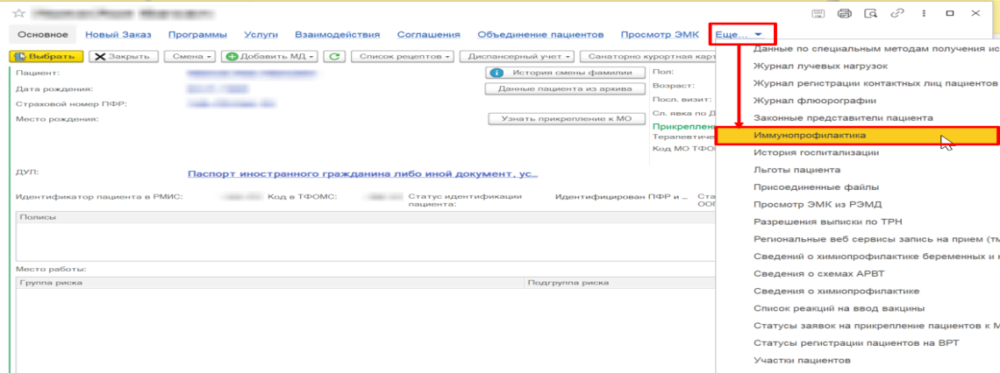 Основное Новый Заказ Программы Услуги Взаимодействия Соглашения Объединение пациентов Просмотр ЭМК Еще...
Выбрать Закрыть Смена Добавить МД Список рецептов Диспансерный учет Санаторно курортная карт
Пациент: История смены фамилии Пол:
Дата рождения: Данные пациента из архива Возраст:
Страховой номер ПФР: Посл. визит:
Место рождения: Узнать прикрепление к МО Сл. явка по Д
Прикреплен
Терапевтиче
Код МО ТФО
ДУЛ: Паспорт иностранного гражданина либо иной документ, ус...
Идентификатор пациента в РМИС: Код в ТФОМС: Статус идентификации пациента: Идентифицирован ПФР и ... Ста
ООГ
Полисы
Место работы:
Группа риска Подгруппа риска
Данные по специальным методам получения ис
Журнал лучевых нагрузок
Журнал регистрации контактных лиц пациентов
Журнал флюорографии
Законные представители пациента
Иммунопрофилактика
История госпитализации
Льготы пациента
Присоединенные файлы
Просмотр ЭМК из РЭМД
Разрешения выписки по ТРН
Региональные веб сервисы запись на прием (тм
Сведений о химиопрофилактике беременных и н
Сведения о схемах АРВТ
Сведения о химиопрофилактике
Список реакций на ввод вакцины
Статусы заявок на прикрепление пациентов к М
Статусы регистрации пациентов на ВРТ
Участки пациентов